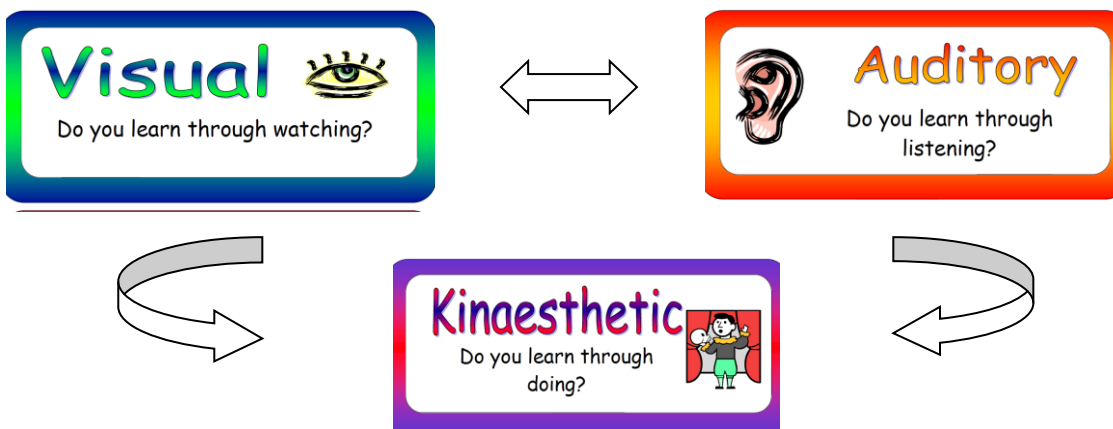 Visual
Do you learn through watching?
Auditory
Do you learn through
listening?
Kinaesthetic
Do you learn through
doing?